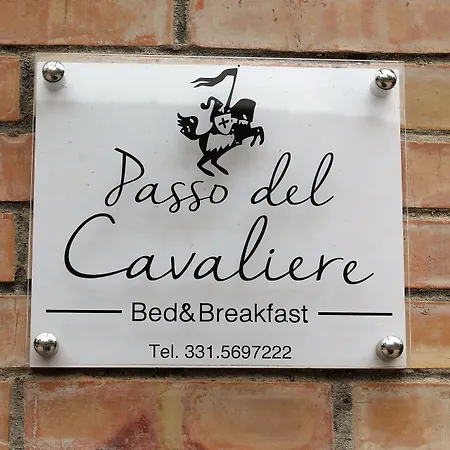 Passo del
Cavaliere
Bed&Breakfast
Tel. 331.5697222